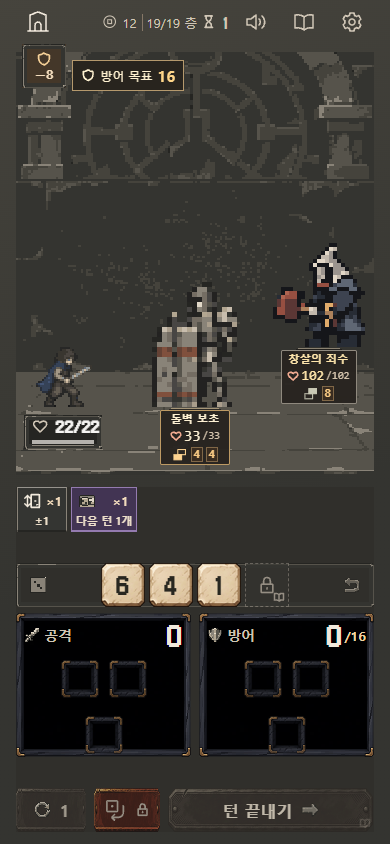 12 | 19/19 층 1
-8
방어 목표 16
창살의 죄수
102/102
8
돌벽 보초
33/33
4 4
22/22
×1 ×1
±1 다음 턴 1개
6 4 1
공격 0
방어 0/16
1
턴 끝내기